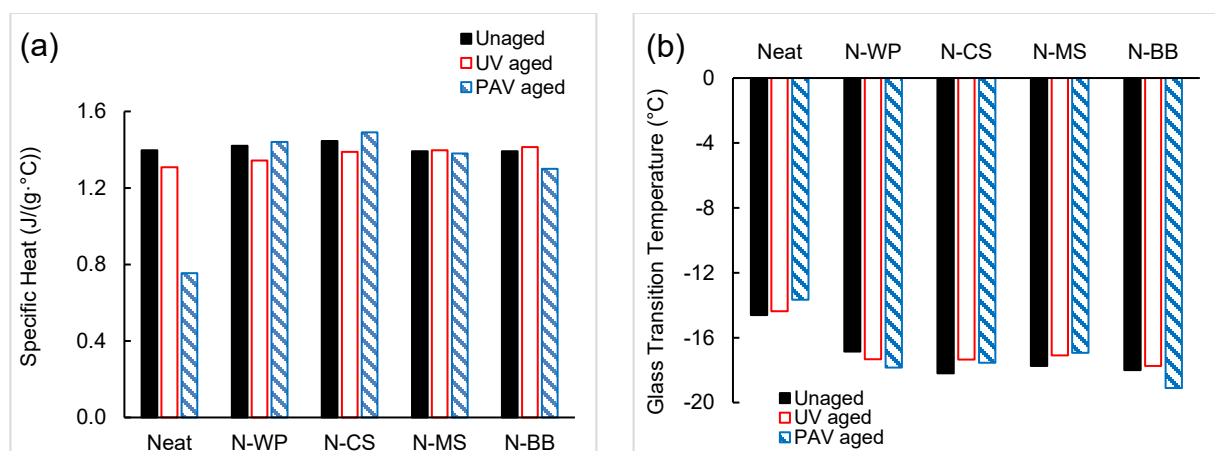 (a)
Unaged
UV aged
PAV aged
Specific Heat (J/(g·°C))
1.6
1.2
0.8
0.4
0.0
Neat N-WP N-CS N-MS N-BB
(b)
Neat N-WP N-CS N-MS N-BB
Glass Transition Temperature (°C)
0
-4
-8
-12
-16
-20
Unaged
UV aged
PAV aged